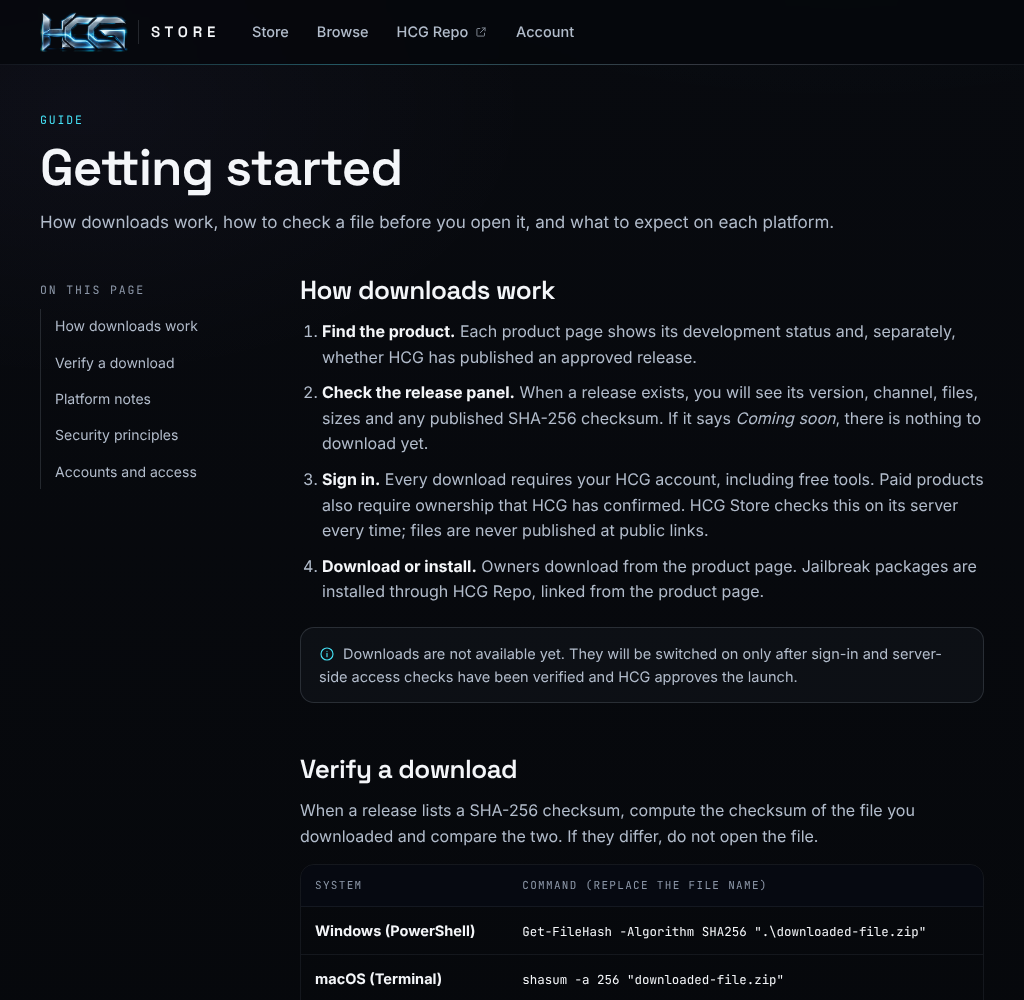 HCG STORE Store Browse HCG Repo Account
GUIDE
Getting started
How downloads work, how to check a file before you open it, and what to expect on each platform.
ON THIS PAGE
How downloads work
Verify a download
Platform notes
Security principles
Accounts and access
How downloads work
1. Find the product. Each product page shows its development status and, separately,
whether HCG has published an approved release.
2. Check the release panel. When a release exists, you will see its version, channel, files,
sizes and any published SHA-256 checksum. If it says Coming soon, there is nothing to
download yet.
3. Sign in. Every download requires your HCG account, including free tools. Paid products
also require ownership that HCG has confirmed. HCG Store checks this on its server
every time; files are never published at public links.
4. Download or install. Owners download from the product page. Jailbreak packages are
installed through HCG Repo, linked from the product page.
Downloads are not available yet. They will be switched on only after sign-in and server-
side access checks have been verified and HCG approves the launch.
Verify a download
When a release lists a SHA-256 checksum, compute the checksum of the file you
downloaded and compare the two. If they differ, do not open the file.
SYSTEM COMMAND (REPLACE THE FILE NAME)
Windows (PowerShell) Get-FileHash -Algorithm SHA256 ".\downloaded-file.zip"
macOS (Terminal) shasum -a 256 "downloaded-file.zip"